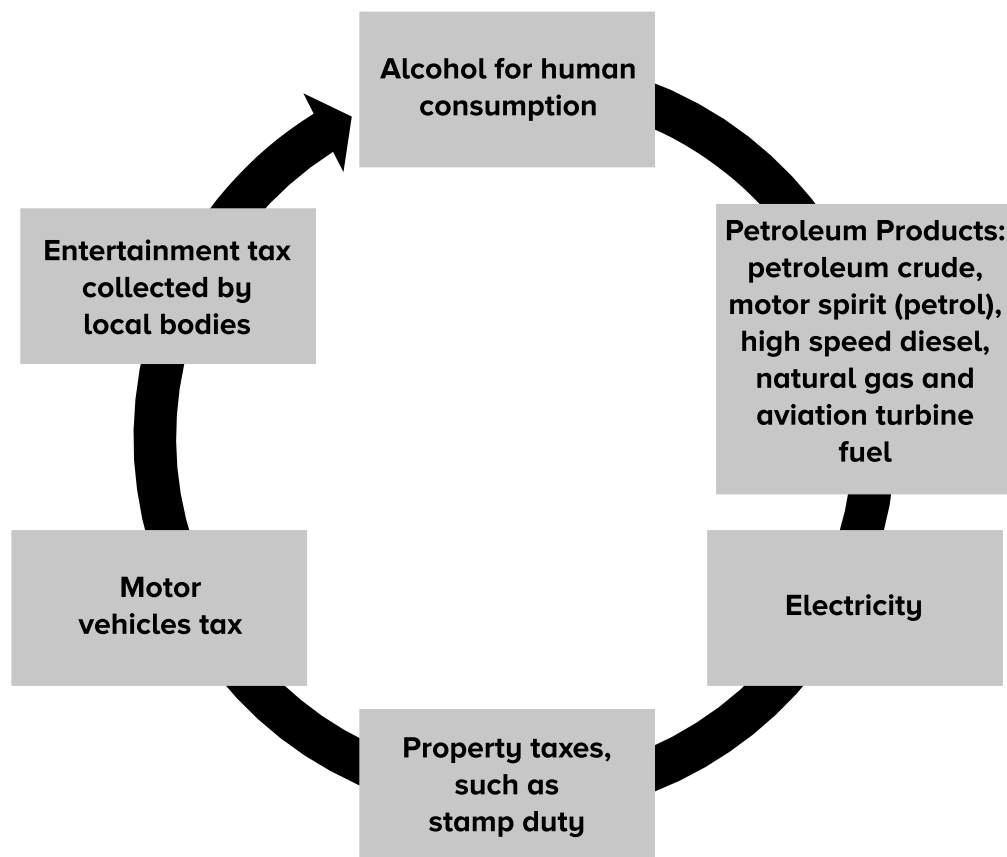 Alcohol for human
consumption
Petroleum Products:
petroleum crude,
motor spirit (petrol),
high speed diesel,
natural gas and
aviation turbine
fuel
Electricity
Property taxes,
such as
stamp duty
Motor
vehicles tax
Entertainment tax
collected by
local bodies